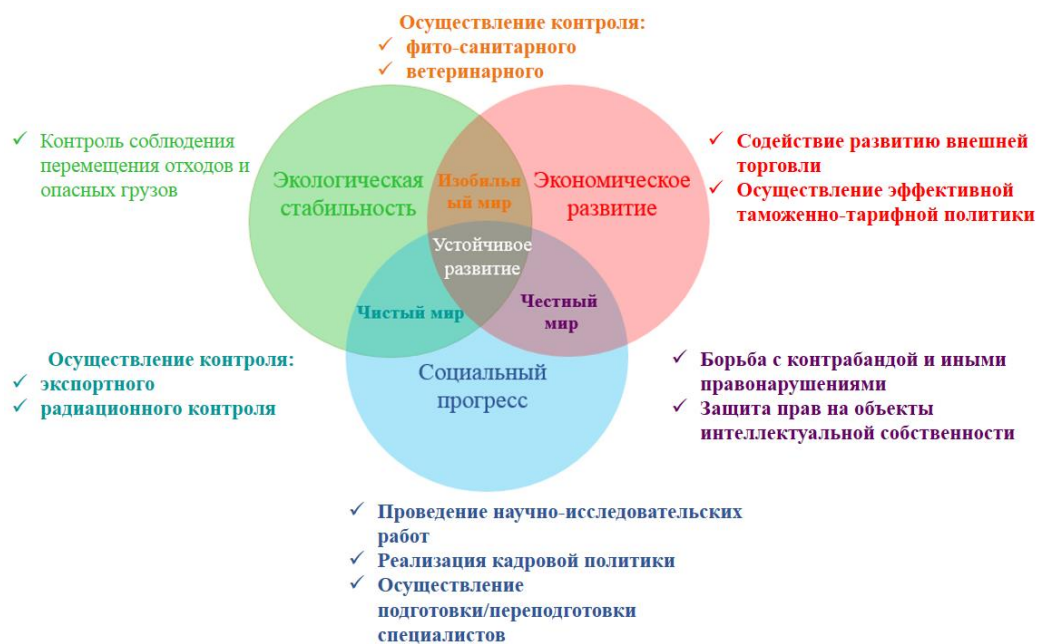 Осуществление контроля:
✓ фито-санитарного
✓ ветеринарного
✓ Контроль соблюдения
перемещения отходов и
опасных грузов
Экологическая
стабильность
Изобильн
ый мир
Экономическое
развитие
✓ Содействие развитию внешней
торговли
✓ Осуществление эффективной
таможенно-тарифной политики
Устойчивое
развитие
Чистый мир
Честный
мир
Осуществление контроля:
✓ экспортного
✓ радиационного контроля
Социальный
прогресс
✓ Борьба с контрабандой и иными
правонарушениями
✓ Защита прав на объекты
интеллектуальной собственности
✓ Проведение научно-исследовательских
работ
✓ Реализация кадровой политики
✓ Осуществление
подготовки/переподготовки
специалистов